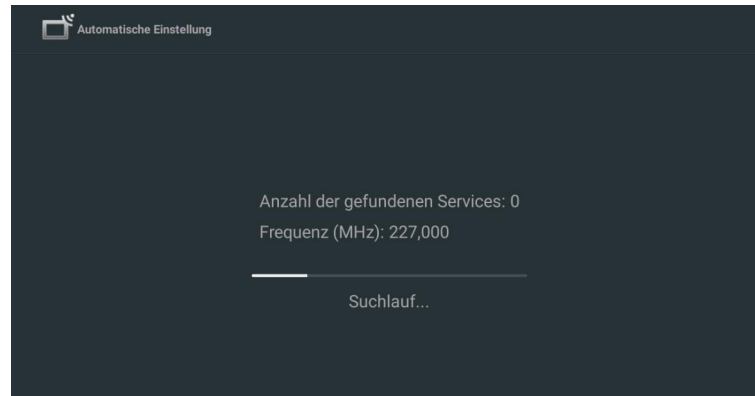 Automatische Einstellung
Anzahl der gefundenen Services: 0
Frequenz (MHz): 227,000
Suchlauf...